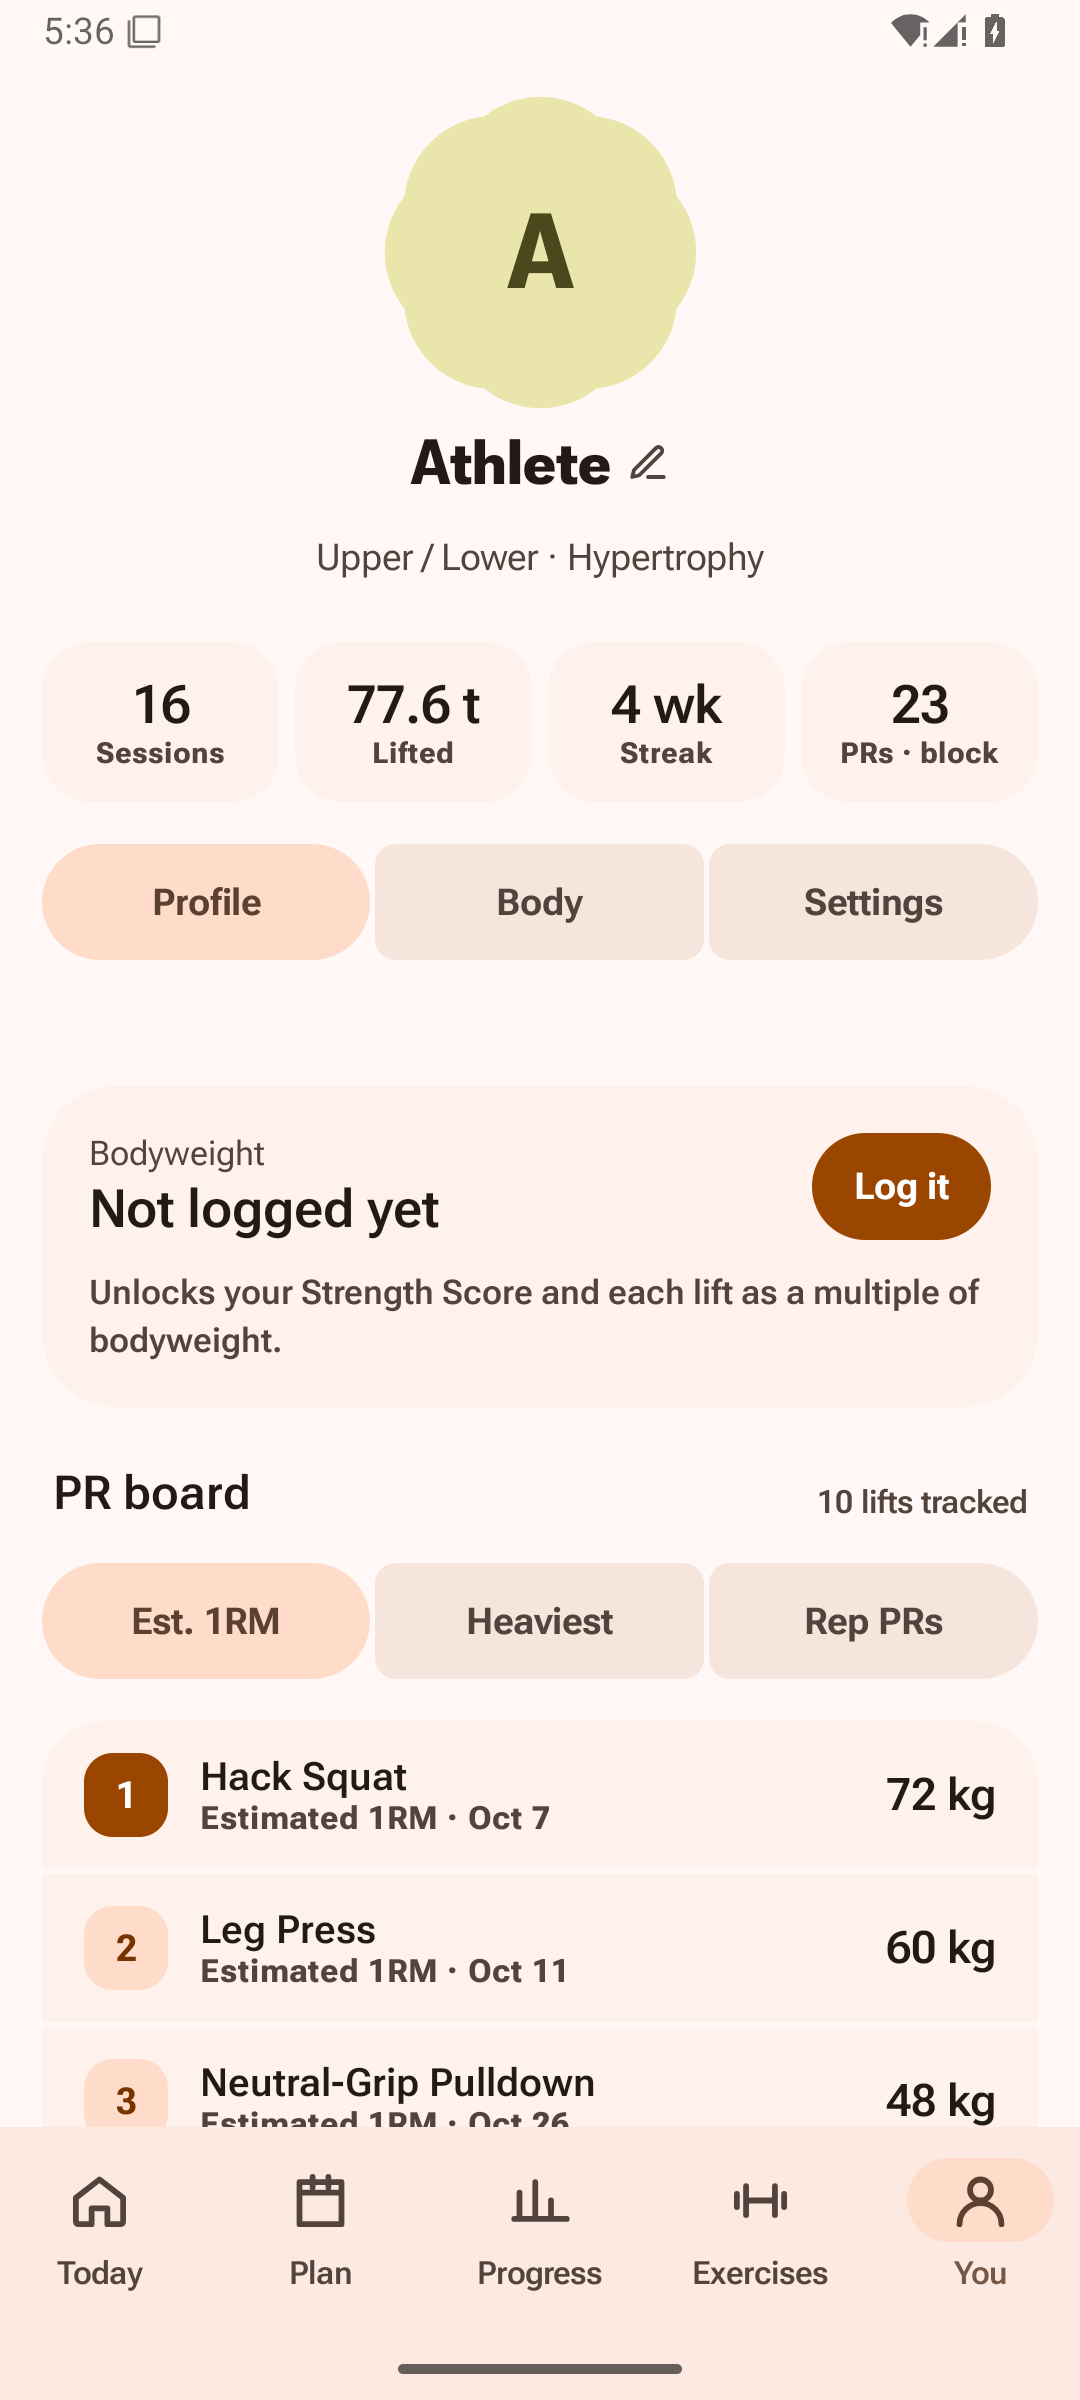 5:36
A
Athlete
Upper / Lower · Hypertrophy
16
Sessions
77.6 t
Lifted
4 wk
Streak
23
PRs · block
Profile
Body
Settings
Bodyweight
Not logged yet
Log it
Unlocks your Strength Score and each lift as a multiple of
bodyweight.
PR board
10 lifts tracked
Est. 1RM
Heaviest
Rep PRs
1
Hack Squat
Estimated 1RM · Oct 7
72 kg
2
Leg Press
Estimated 1RM · Oct 11
60 kg
3
Neutral-Grip Pulldown
Estimated 1RM · Oct 26
48 kg
Today
Plan
Progress
Exercises
You